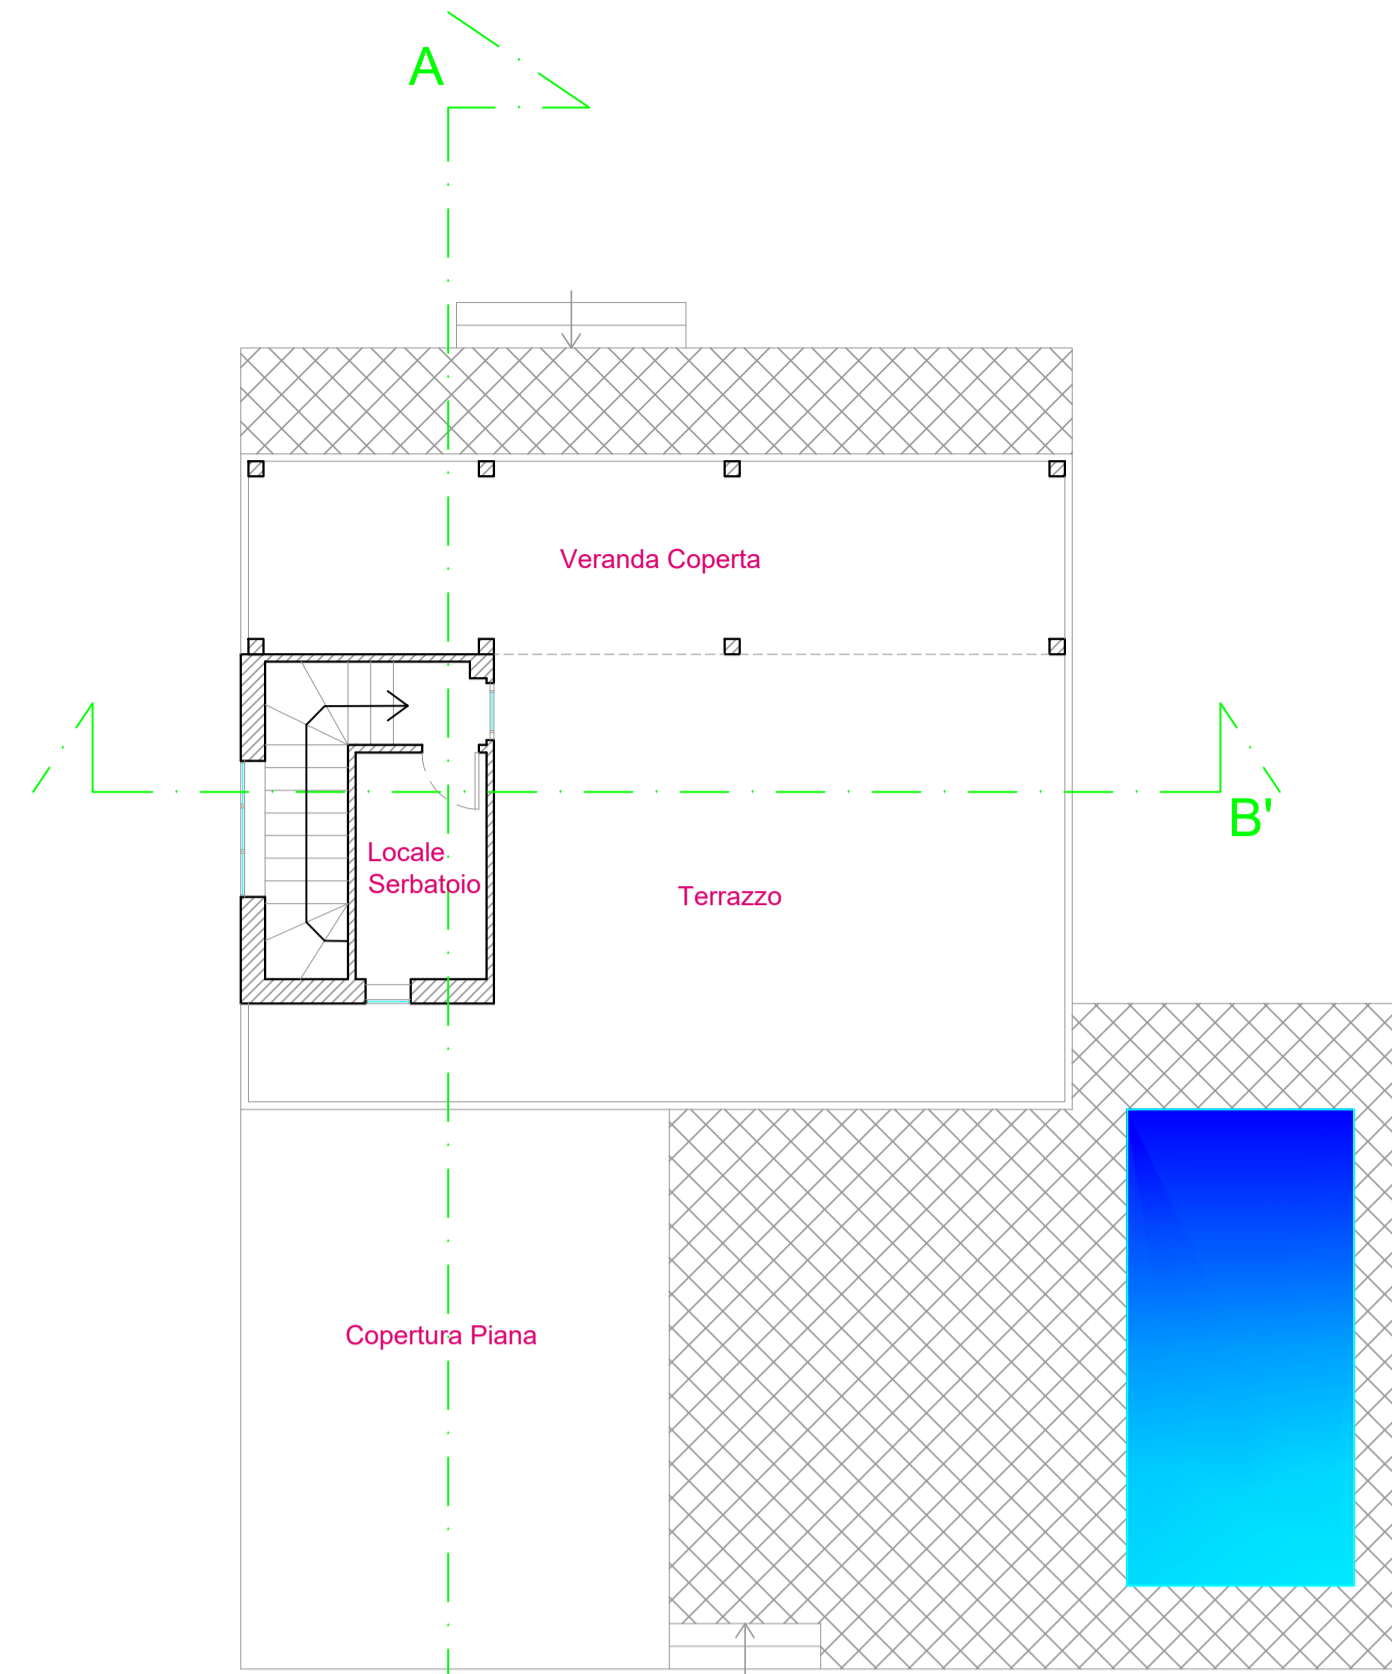 A
Veranda Coperta
B'
Locale
Serbatoio
Terrazzo
Copertura Piana